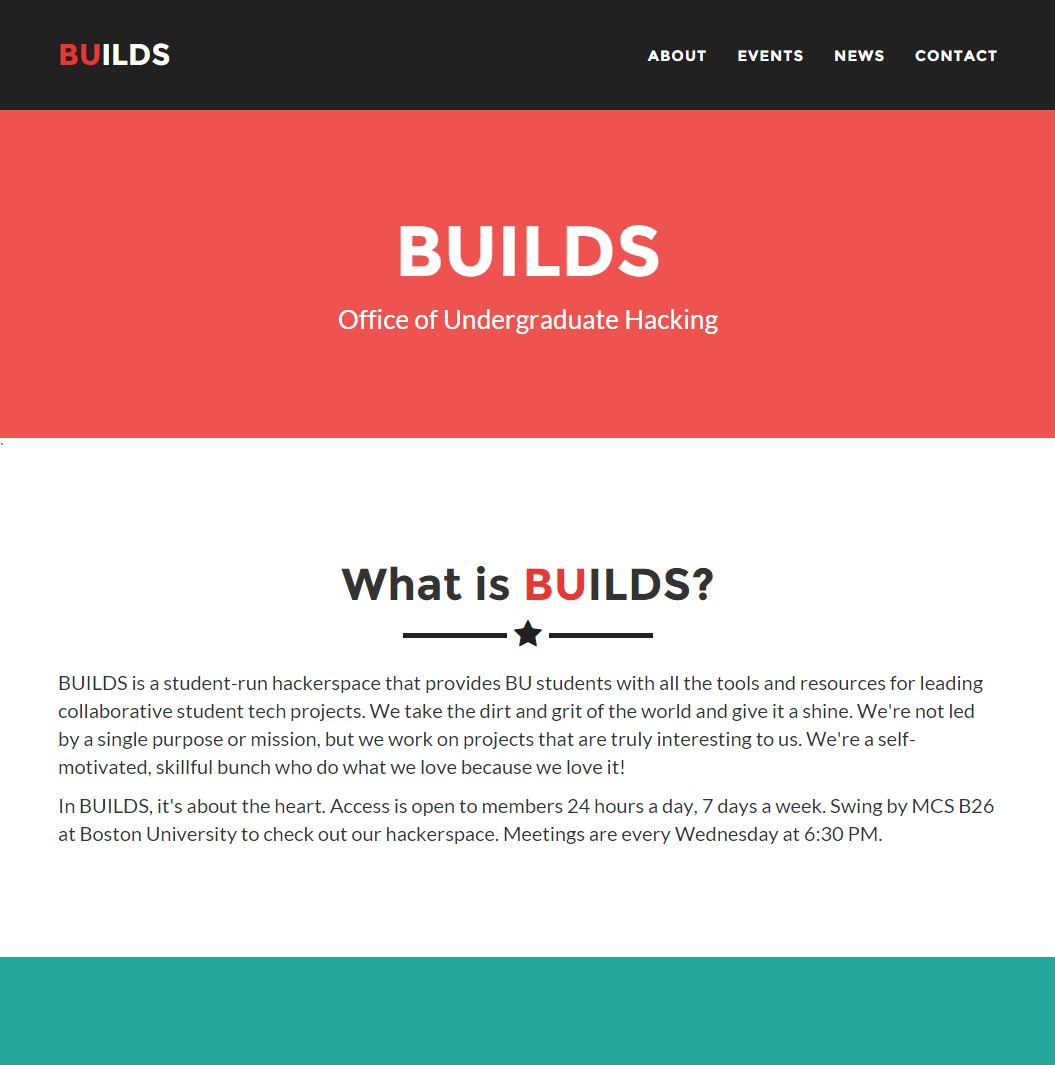 BUILDS
ABOUT EVENTS NEWS CONTACT
BUILDS
Office of Undergraduate Hacking
`
What is BUILDS?
BUILDS is a student-run hackerspace that provides BU students with all the tools and resources for leading
collaborative student tech projects. We take the dirt and grit of the world and give it a shine. We're not led
by a single purpose or mission, but we work on projects that are truly interesting to us. We're a self-
motivated, skillful bunch who do what we love because we love it!
In BUILDS, it's about the heart. Access is open to members 24 hours a day, 7 days a week. Swing by MCS B26
at Boston University to check out our hackerspace. Meetings are every Wednesday at 6:30 PM.